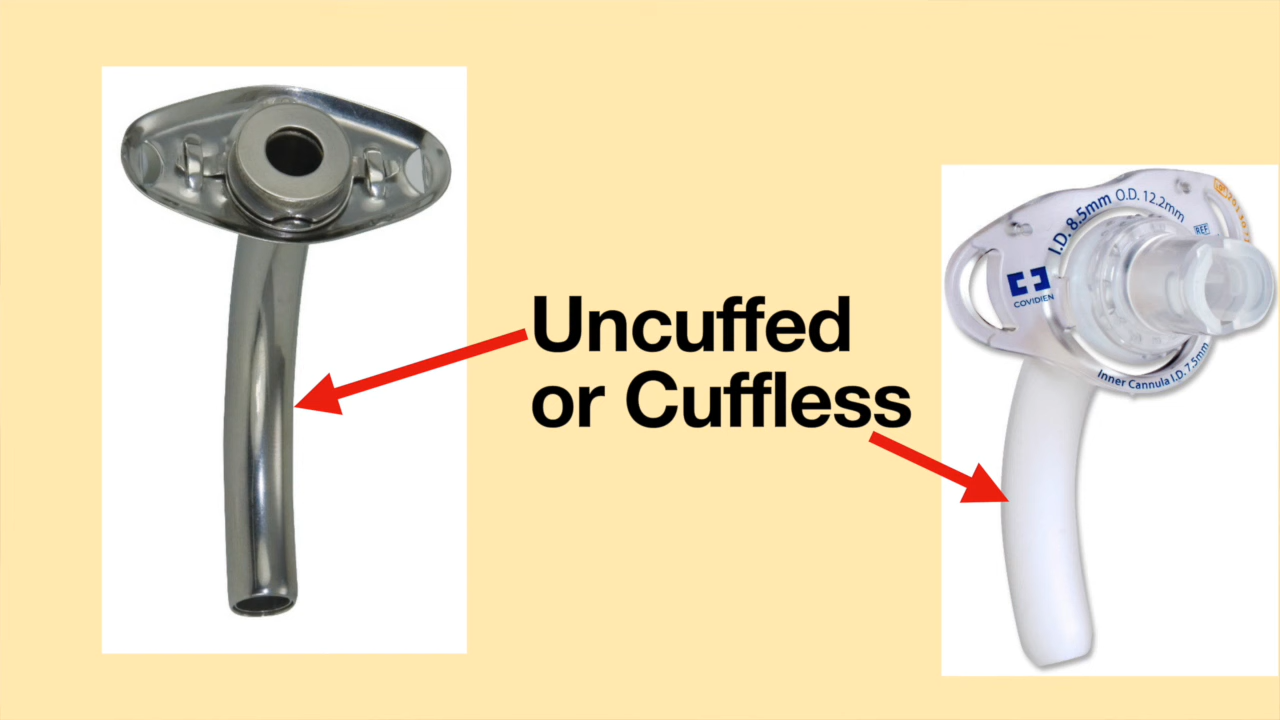 Uncuffed
or Cuffless
I.D. 8.5mm O.D. 12.2mm
REF
COVIDIEN
Inner Cannula I.D. 7.5mm